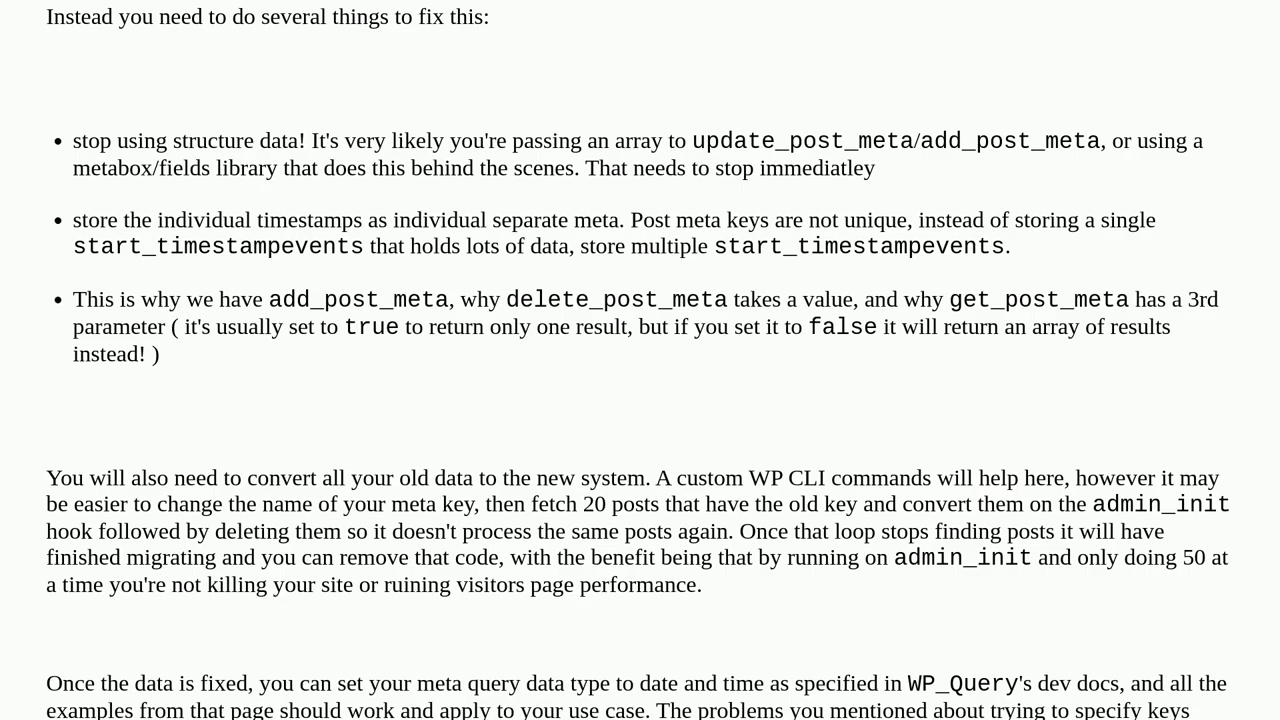 Instead you need to do several things to fix this:
• stop using structure data! It's very likely you're passing an array to update_post_meta/add_post_meta, or using a
metabox/fields library that does this behind the scenes. That needs to stop immediatley
• store the individual timestamps as individual separate meta. Post meta keys are not unique, instead of storing a single
start_timestampevents that holds lots of data, store multiple start_timestampevents.
• This is why we have add_post_meta, why delete_post_meta takes a value, and why get_post_meta has a 3rd
parameter ( it's usually set to true to return only one result, but if you set it to false it will return an array of results
instead! )
You will also need to convert all your old data to the new system. A custom WP CLI commands will help here, however it may
be easier to change the name of your meta key, then fetch 20 posts that have the old key and convert them on the admin_init
hook followed by deleting them so it doesn't process the same posts again. Once that loop stops finding posts it will have
finished migrating and you can remove that code, with the benefit being that by running on admin_init and only doing 50 at
a time you're not killing your site or ruining visitors page performance.
Once the data is fixed, you can set your meta query data type to date and time as specified in WP_Query's dev docs, and all the
examples from that page should work and apply to your use case. The problems you mentioned about trying to specify keys